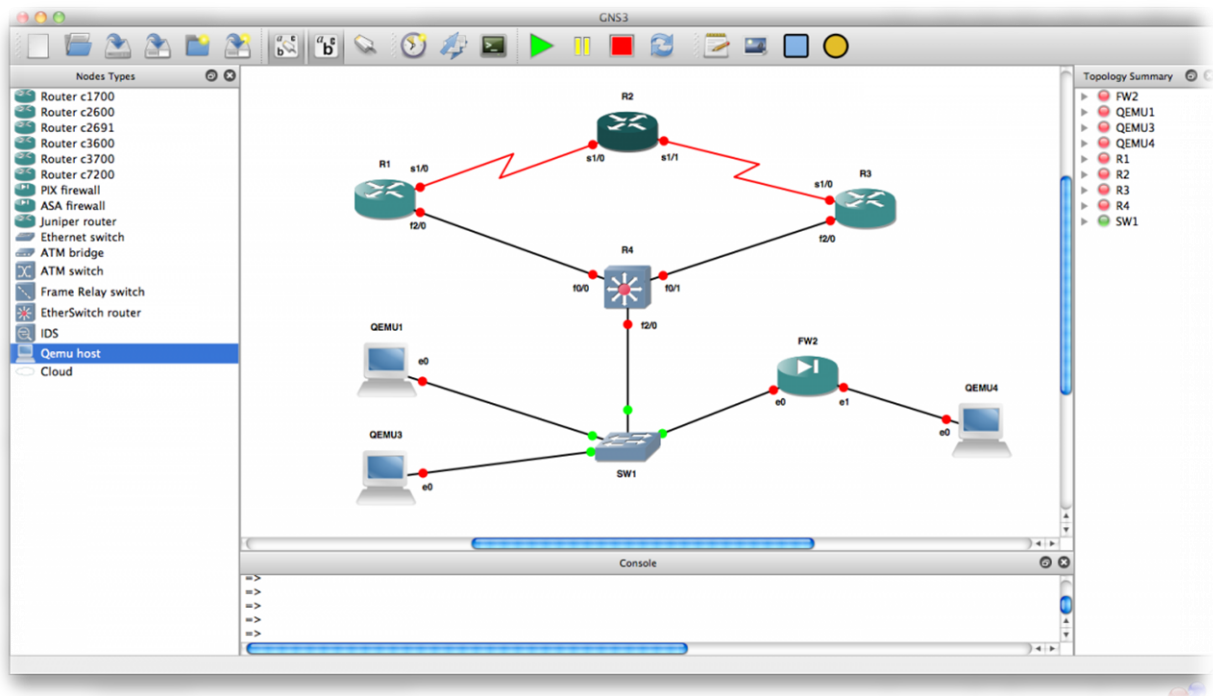 GNS3
Nodes Types
Router c1700
Router c2600
Router c2691
Router c3600
Router c3700
Router c7200
PIX firewall
ASA firewall
Juniper router
Ethernet switch
ATM bridge
ATM switch
Frame Relay switch
EtherSwitch router
IDS
Qemu host
Cloud
R2
s1/0
s1/1
R1
s1/0
f2/0
R3
s1/0
f2/0
R4
f0/0
f0/1
f2/0
QEMU1
e0
QEMU3
e0
SW1
FW2
e0
e1
QEMU4
e0
Console
=>
=>
=>
=>
=>
Topology Summary
FW2
QEMU1
QEMU3
QEMU4
R1
R2
R3
R4
SW1